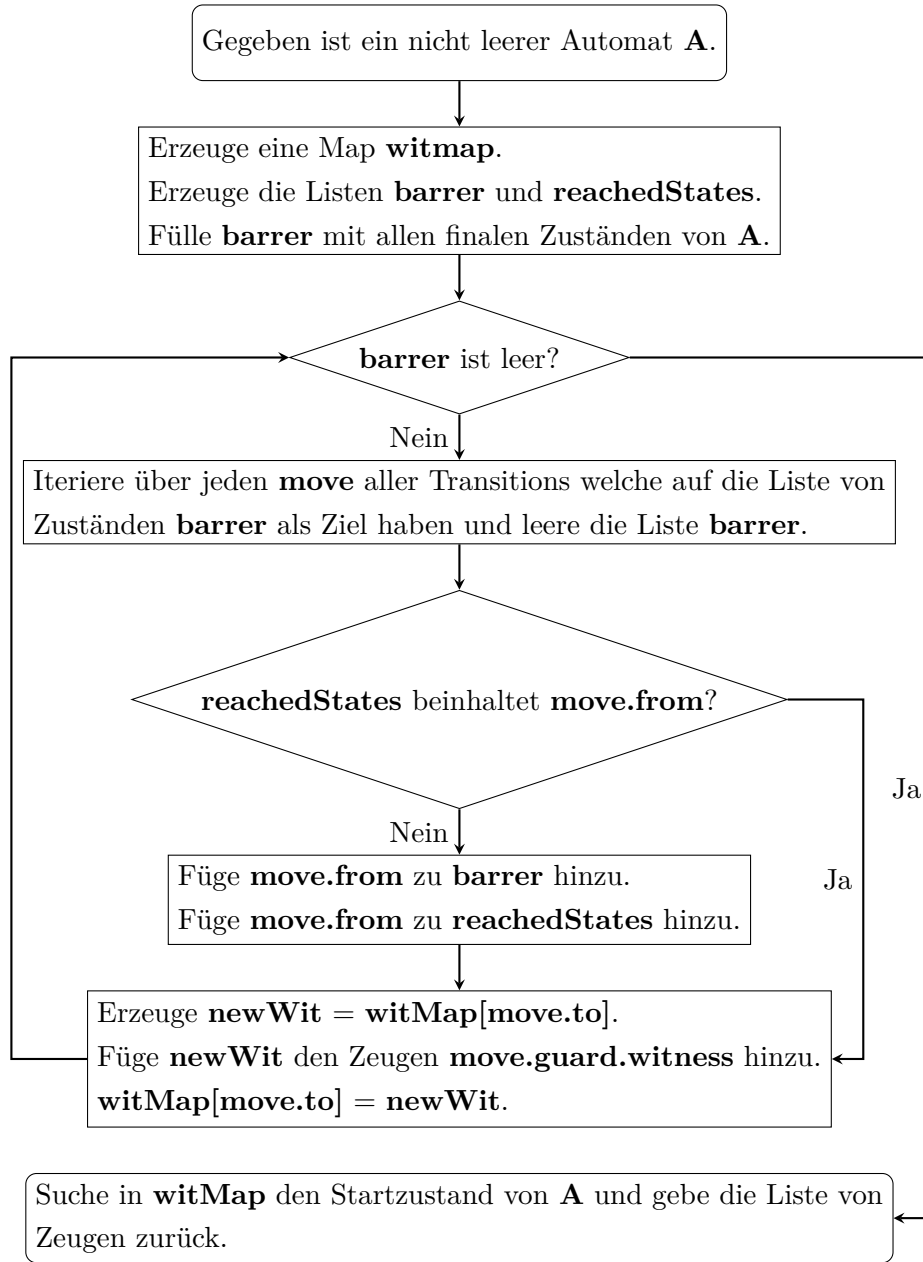 Gegeben ist ein nicht leerer Automat A.
Erzeuge eine Map witmap.
Erzeuge die Listen barrer und reachedStates.
Fülle barrer mit allen finalen Zuständen von A.
barrer ist leer?
Nein
Iteriere über jeden move aller Transitions welche auf die Liste von
Zuständen barrer als Ziel haben und leere die Liste barrer.
reachedStates beinhaltet move.from?
Ja
Nein
Füge move.from zu barrer hinzu.
Füge move.from zu reachedStates hinzu.
Ja
Erzeuge newWit = witMap[move.to].
Füge newWit den Zeugen move.guard.witness hinzu.
witMap[move.to] = newWit.
Suche in witMap den Startzustand von A und gebe die Liste von
Zeugen zurück.